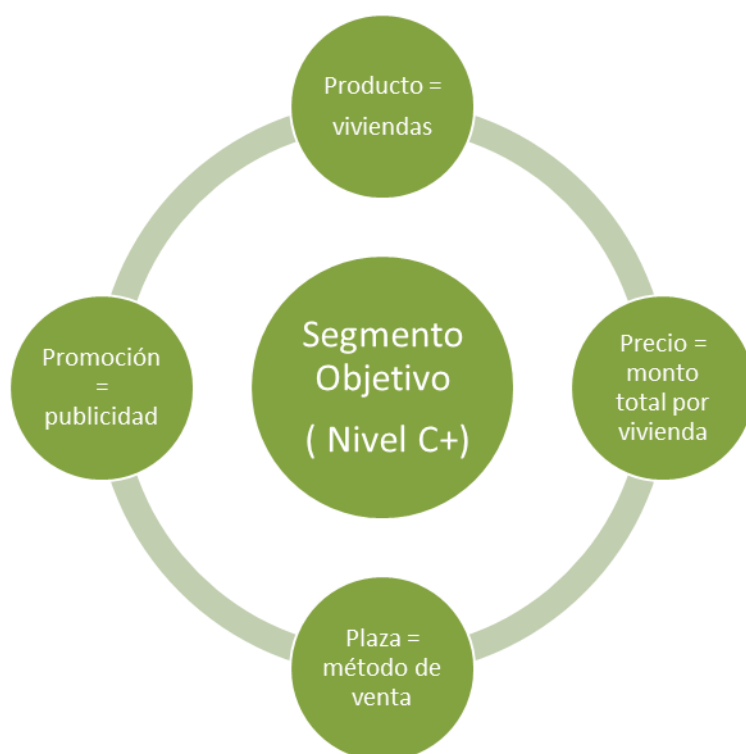 Producto =
viviendas
Segmento
Objetivo
( Nivel C+)
Precio =
monto
total por
vivienda
Promoción
=
publicidad
Plaza =
método de
venta